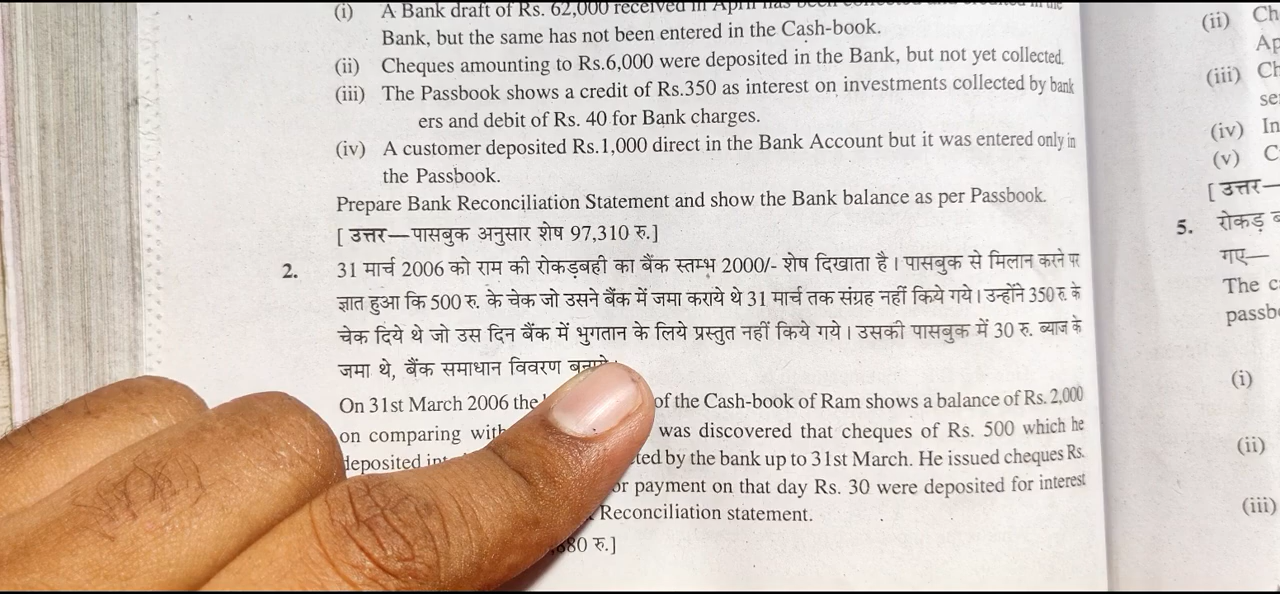 (i) A Bank draft of Rs. 62,000 received in April has been
Bank, but the same has not been entered in the Cash-book.
(ii) Cheques amounting to Rs.6,000 were deposited in the Bank, but not yet collected.
(iii) The Passbook shows a credit of Rs.350 as interest on investments collected by bank
ers and debit of Rs. 40 for Bank charges.
(iv) A customer deposited Rs.1,000 direct in the Bank Account but it was entered only in
the Passbook.
Prepare Bank Reconciliation Statement and show the Bank balance as per Passbook.
[ उत्तर—पासबुक अनुसार शेष 97,310 रु.]
2. 31 मार्च 2006 को राम की रोकड़बही का बैंक स्तम्भ 2000/- शेष दिखाता है। पासबुक से मिलान करने पर
ज्ञात हुआ कि 500 रु. के चेक जो उसने बैंक में जमा कराये थे 31 मार्च तक संग्रह नहीं किये गये। उन्होंने 350 रु. के
चेक दिये थे जो उस दिन बैंक में भुगतान के लिये प्रस्तुत नहीं किये गये। उसकी पासबुक में 30 रु. ब्याज के
जमा थे, बैंक समाधान विवरण
On 31st March 2006 the of the Cash-book of Ram shows a balance of Rs. 2,000
on comparing was discovered that cheques of Rs. 500 which he
deposited by the bank up to 31st March. He issued cheques Rs.
payment on that day Rs. 30 were deposited for interest
Reconciliation statement.
80 रु.]
(ii)
(iii)
(iv) In
(v)
[ उत्तर—
5. रोकड़
गए—
The
(i)
(ii)
(iii)